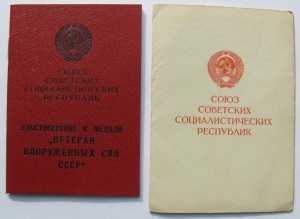 СОЮЗ
СОВЕТСКИХ
СОЦИАЛИСТИЧЕСКИХ
РЕСПУБЛИК
УДОСТОВЕРЕНИЕ К МЕДАЛИ
„ВЕТЕРАН
ВООРУЖЕННЫХ СИЛ
СССР“
СОЮЗ
СОВЕТСКИХ
СОЦИАЛИСТИЧЕСКИХ
РЕСПУБЛИК